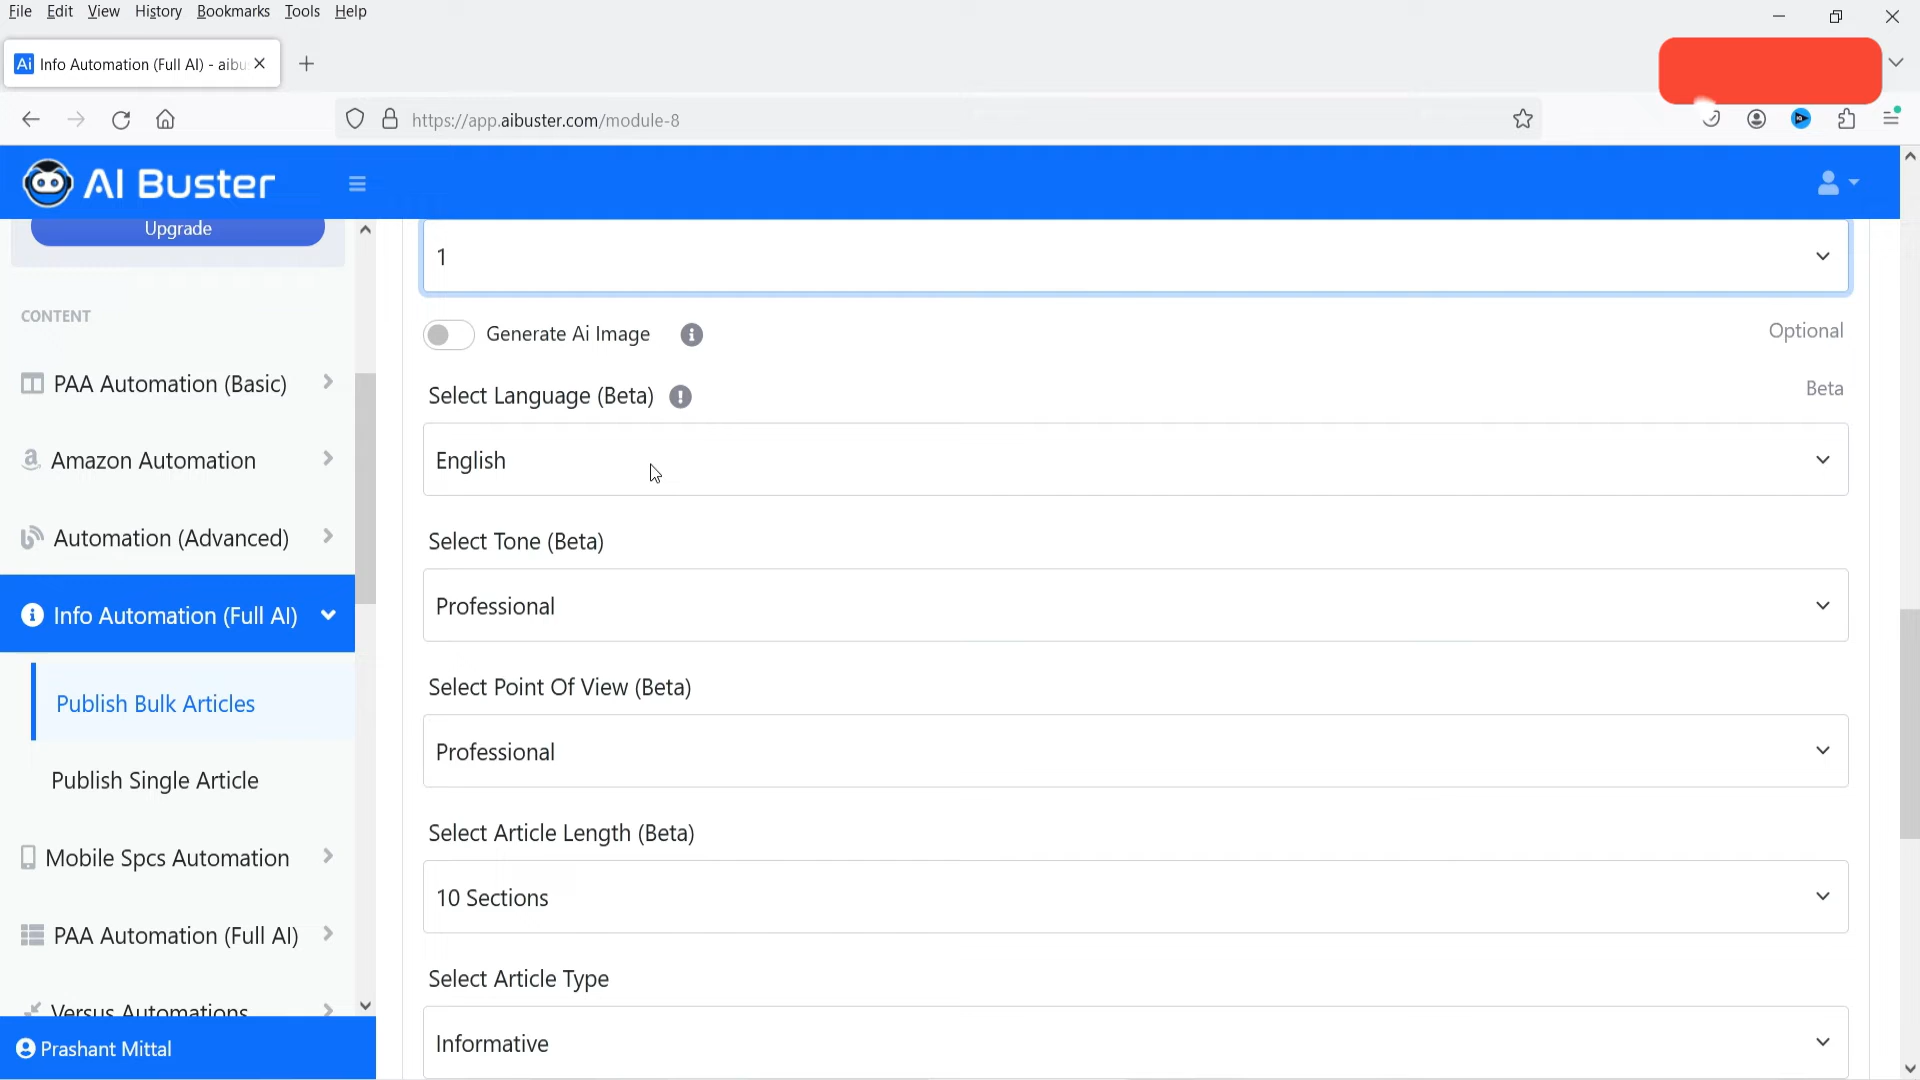 File Edit View History Bookmarks Tools Help
Ai Info Automation (Full AI) - aibu
https://app.aibuster.com/module-8
AI Buster
Upgrade
CONTENT
PAA Automation (Basic)
Amazon Automation
Automation (Advanced)
Info Automation (Full AI)
Publish Bulk Articles
Publish Single Article
Mobile Spcs Automation
PAA Automation (Full AI)
Versus Automations
Prashant Mittal
1
Generate Ai Image
Optional
Select Language (Beta)
Beta
English
Select Tone (Beta)
Professional
Select Point Of View (Beta)
Professional
Select Article Length (Beta)
10 Sections
Select Article Type
Informative